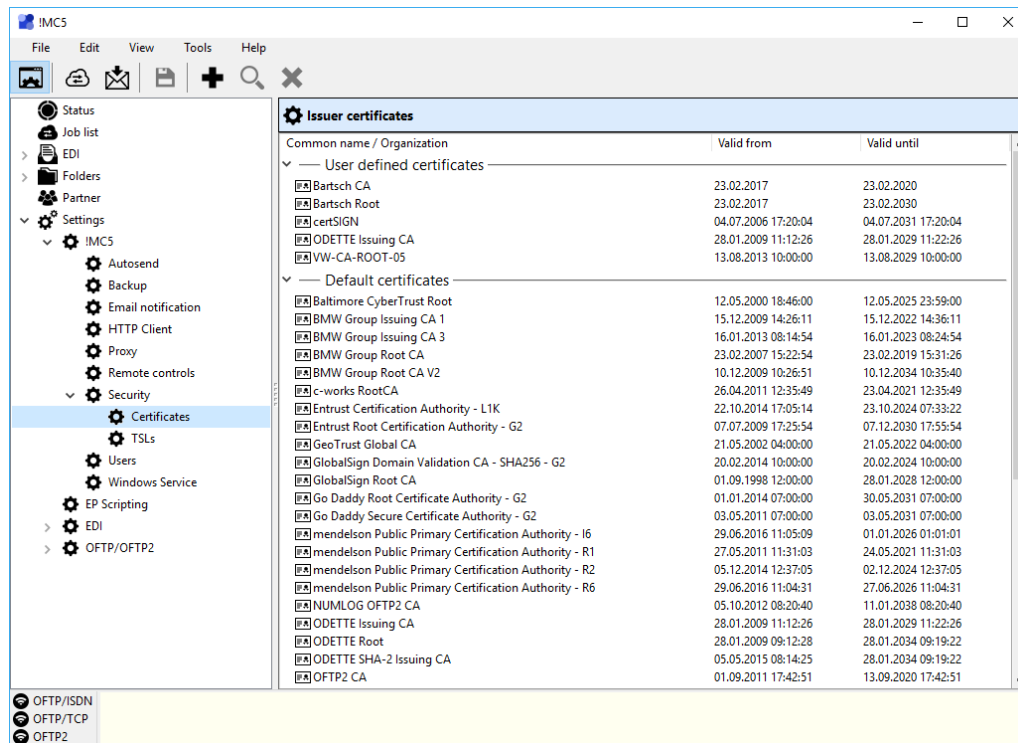 !MC5
File Edit View Tools Help
Status
Job list
EDI
Folders
Partner
Settings
!MC5
Autosend
Backup
Email notification
HTTP Client
Proxy
Remote controls
Security
Certificates
TSLs
Users
Windows Service
EP Scripting
EDI
OFTP/OFTP2
Issuer certificates
Common name / Organization Valid from Valid until
User defined certificates
Bartsch CA 23.02.2017 23.02.2020
Bartsch Root 23.02.2017 23.02.2030
certSIGN 04.07.2006 17:20:04 04.07.2031 17:20:04
ODETTE Issuing CA 28.01.2009 11:12:26 28.01.2029 11:22:26
VW-CA-ROOT-05 13.08.2013 10:00:00 13.08.2029 10:00:00
Default certificates
Baltimore CyberTrust Root 12.05.2000 18:46:00 12.05.2025 23:59:00
BMW Group Issuing CA 1 15.12.2009 14:26:11 15.12.2022 14:36:11
BMW Group Issuing CA 3 16.01.2013 08:14:54 16.01.2023 08:24:54
BMW Group Root CA 23.02.2007 15:22:54 23.02.2019 15:31:26
BMW Group Root CA V2 10.12.2009 10:26:51 10.12.2034 10:35:40
c-works RootCA 26.04.2011 12:35:49 23.04.2021 12:35:49
Entrust Certification Authority - L1K 22.10.2014 17:05:14 23.10.2024 07:33:22
Entrust Root Certification Authority - G2 07.07.2009 17:25:54 07.12.2030 17:55:54
GeoTrust Global CA 21.05.2002 04:00:00 21.05.2022 04:00:00
GlobalSign Domain Validation CA - SHA256 - G2 20.02.2014 10:00:00 20.02.2024 10:00:00
GlobalSign Root CA 01.09.1998 12:00:00 28.01.2028 12:00:00
Go Daddy Root Certificate Authority - G2 01.01.2014 07:00:00 30.05.2031 07:00:00
Go Daddy Secure Certificate Authority - G2 03.05.2011 07:00:00 03.05.2031 07:00:00
mendelson Public Primary Certification Authority - I6 29.06.2016 11:05:09 01.01.2026 01:01:01
mendelson Public Primary Certification Authority - R1 27.05.2011 11:31:03 24.05.2021 11:31:03
mendelson Public Primary Certification Authority - R2 05.12.2014 12:37:05 02.12.2024 12:37:05
mendelson Public Primary Certification Authority - R6 29.06.2016 11:04:31 27.06.2026 11:04:31
NUMLOG OFTP2 CA 05.10.2012 08:20:40 11.01.2038 08:20:40
ODETTE Issuing CA 28.01.2009 11:12:26 28.01.2029 11:22:26
ODETTE Root 28.01.2009 09:12:28 28.01.2034 09:19:22
ODETTE SHA-2 Issuing CA 05.05.2015 08:14:25 28.01.2034 09:19:22
OFTP2 CA 01.09.2011 17:42:51 13.09.2020 17:42:51
OFTP/ISDN
OFTP/TCP
OFTP2